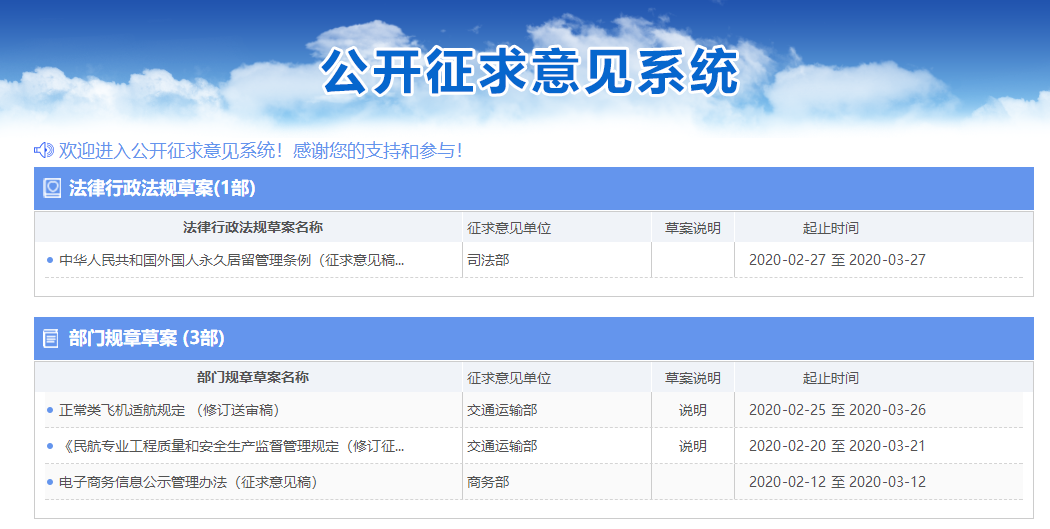 公开征求意见系统
欢迎进入公开征求意见系统！感谢您的支持和参与！
法律行政法规草案(1部)
法律行政法规草案名称 征求意见单位 草案说明 起止时间
中华人民共和国外国人永久居留管理条例（征求意见稿... 司法部 2020-02-27 至 2020-03-27
部门规章草案 (3部)
部门规章草案名称 征求意见单位 草案说明 起止时间
正常类飞机适航规定 （修订送审稿） 交通运输部 说明 2020-02-25 至 2020-03-26
《民航专业工程质量和安全生产监督管理规定（修订征... 交通运输部 说明 2020-02-20 至 2020-03-21
电子商务信息公示管理办法（征求意见稿） 商务部 2020-02-12 至 2020-03-12